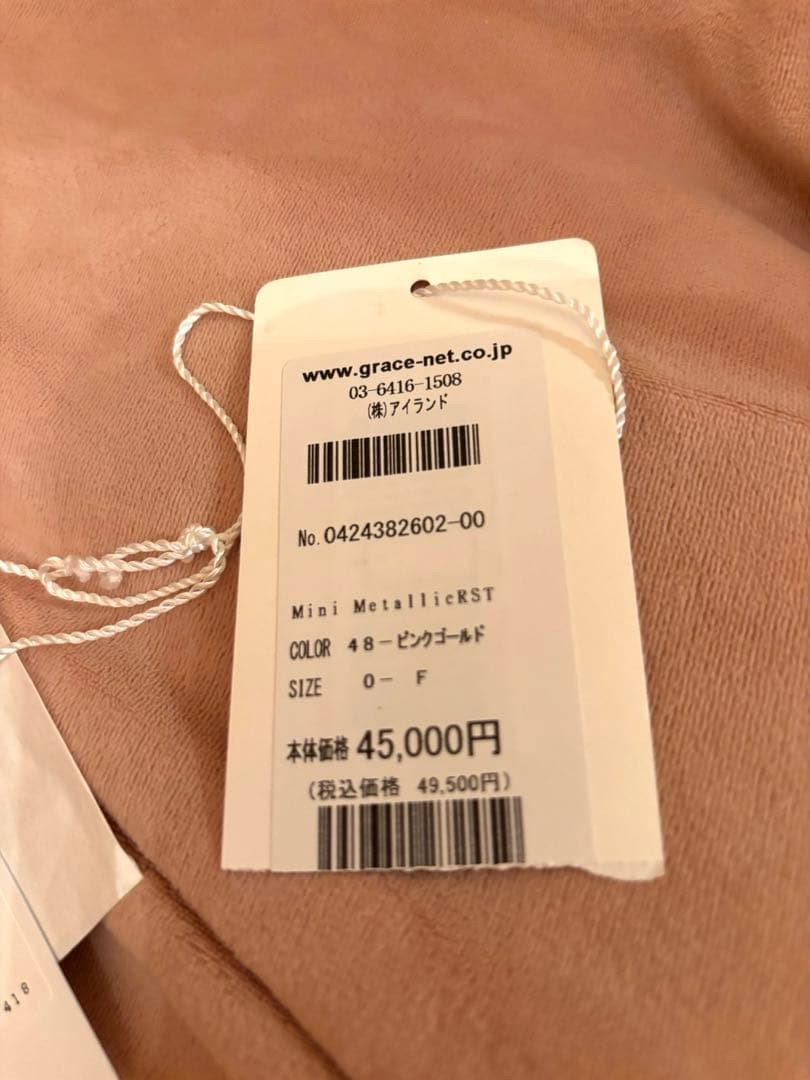 www.grace-net.co.jp
03-6416-1508
(株)アイランド
No.0424382602-00
Mini MetallicRST
COLOR 48-ピンクゴールド
SIZE 0- F
本体価格 45,000円
(税込価格 49,500円)
418